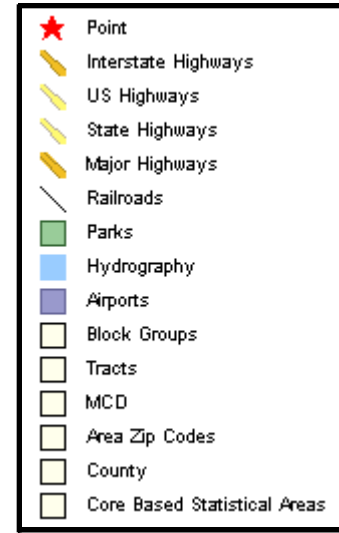 Point
Interstate Highways
US Highways
State Highways
Major Highways
Railroads
Parks
Hydrography
Airports
Block Groups
Tracts
MCD
Area Zip Codes
County
Core Based Statistical Areas